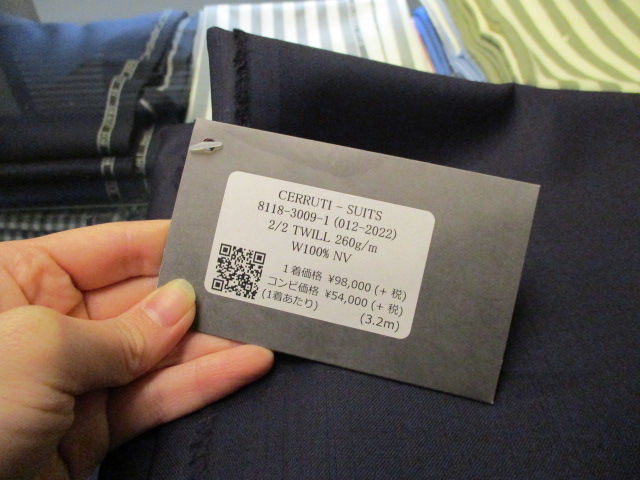 CERRUTI - SUITS
8118-3009-1 (012-2022)
2/2 TWILL 260g/m
W100% NV
1着価格 ¥98,000 (+ 税)
コンビ価格 ¥54,000 (+ 税)
(1着あたり) (3.2m)